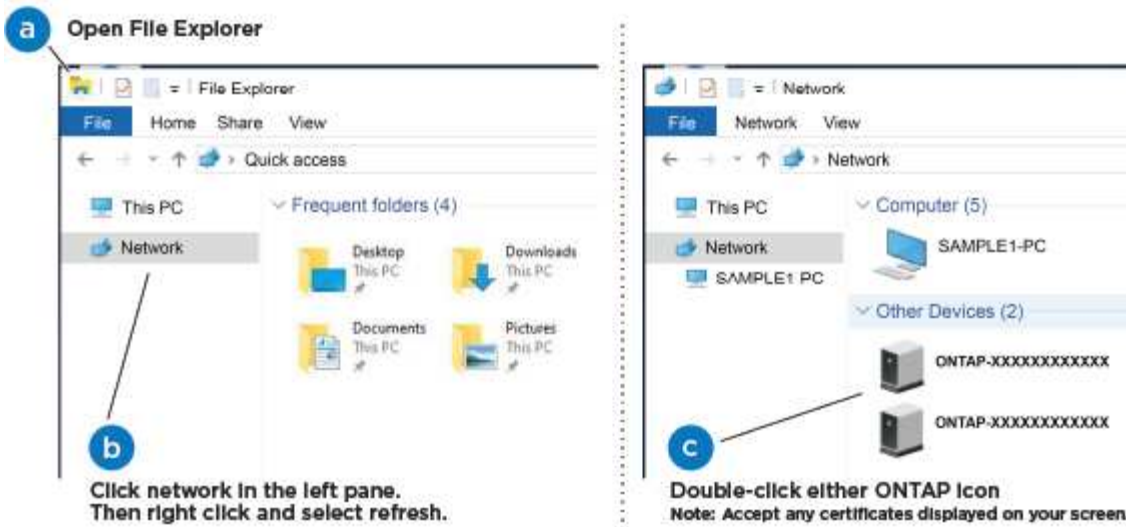 a
Open File Explorer
File Explorer
File Home Share View
Quick access
This PC
Network
Frequent folders (4)
Desktop
This PC
Downloads
This PC
Documents
This PC
Pictures
This PC
b
Click network in the left pane.
Then right click and select refresh.
Network
File Network View
Network
This PC
Network
SAMPLE1 PC
Computer (5)
SAMPLE1-PC
Other Devices (2)
ONTAP-XXXXXXXXXXXX
ONTAP-XXXXXXXXXXXX
c
Double-click either ONTAP icon
Note: Accept any certificates displayed on your screen.